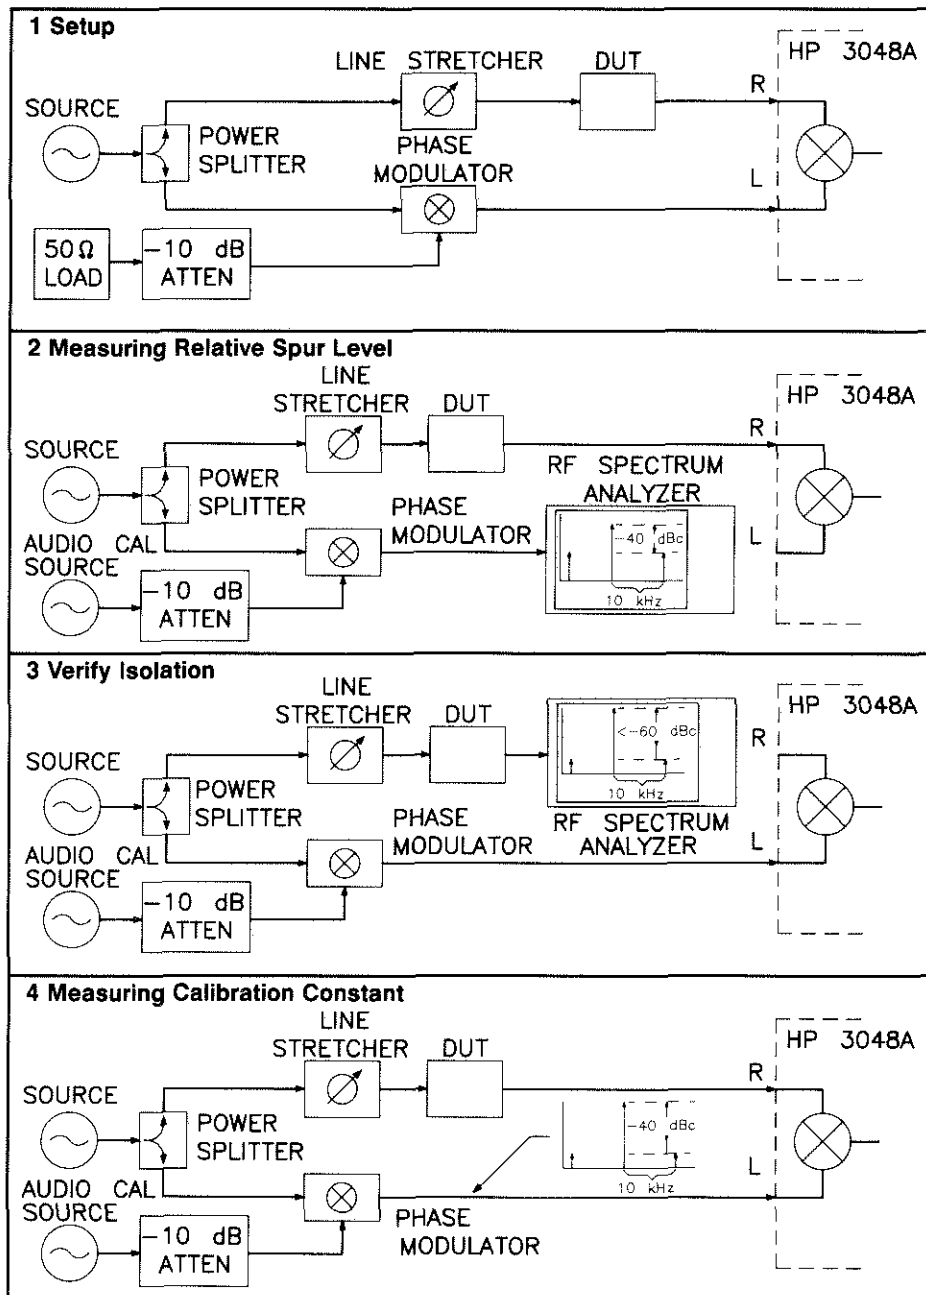 1 Setup
HP 3048A
LINE STRETCHER
DUT
R
SOURCE
POWER
SPLITTER
PHASE
MODULATOR
L
50Ω
LOAD
-10 dB
ATTEN
2 Measuring Relative Spur Level
LINE
STRETCHER
DUT
HP 3048A
R
SOURCE
POWER
SPLITTER
RF SPECTRUM
ANALYZER
PHASE
MODULATOR
-40 dBc
10 kHz
L
AUDIO CAL
SOURCE
-10 dB
ATTEN
3 Verify Isolation
LINE
STRETCHER
DUT
HP 3048A
<-60 dBc
10 kHz
R
SOURCE
POWER
SPLITTER
PHASE
MODULATOR
RF SPECTRUM
ANALYZER
L
AUDIO CAL
SOURCE
-10 dB
ATTEN
4 Measuring Calibration Constant
LINE
STRETCHER
DUT
HP 3048A
R
SOURCE
POWER
SPLITTER
-40 dBc
10 kHz
L
AUDIO CAL
SOURCE
PHASE
MODULATOR
-10 dB
ATTEN